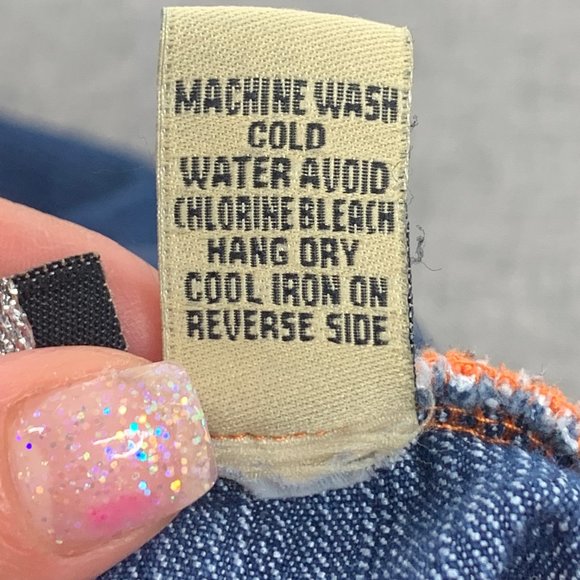 MACHINE WASH
COLD
WATER AVOID
CHLORINE BLEACH
HANG DRY
COOL IRON ON
REVERSE SIDE